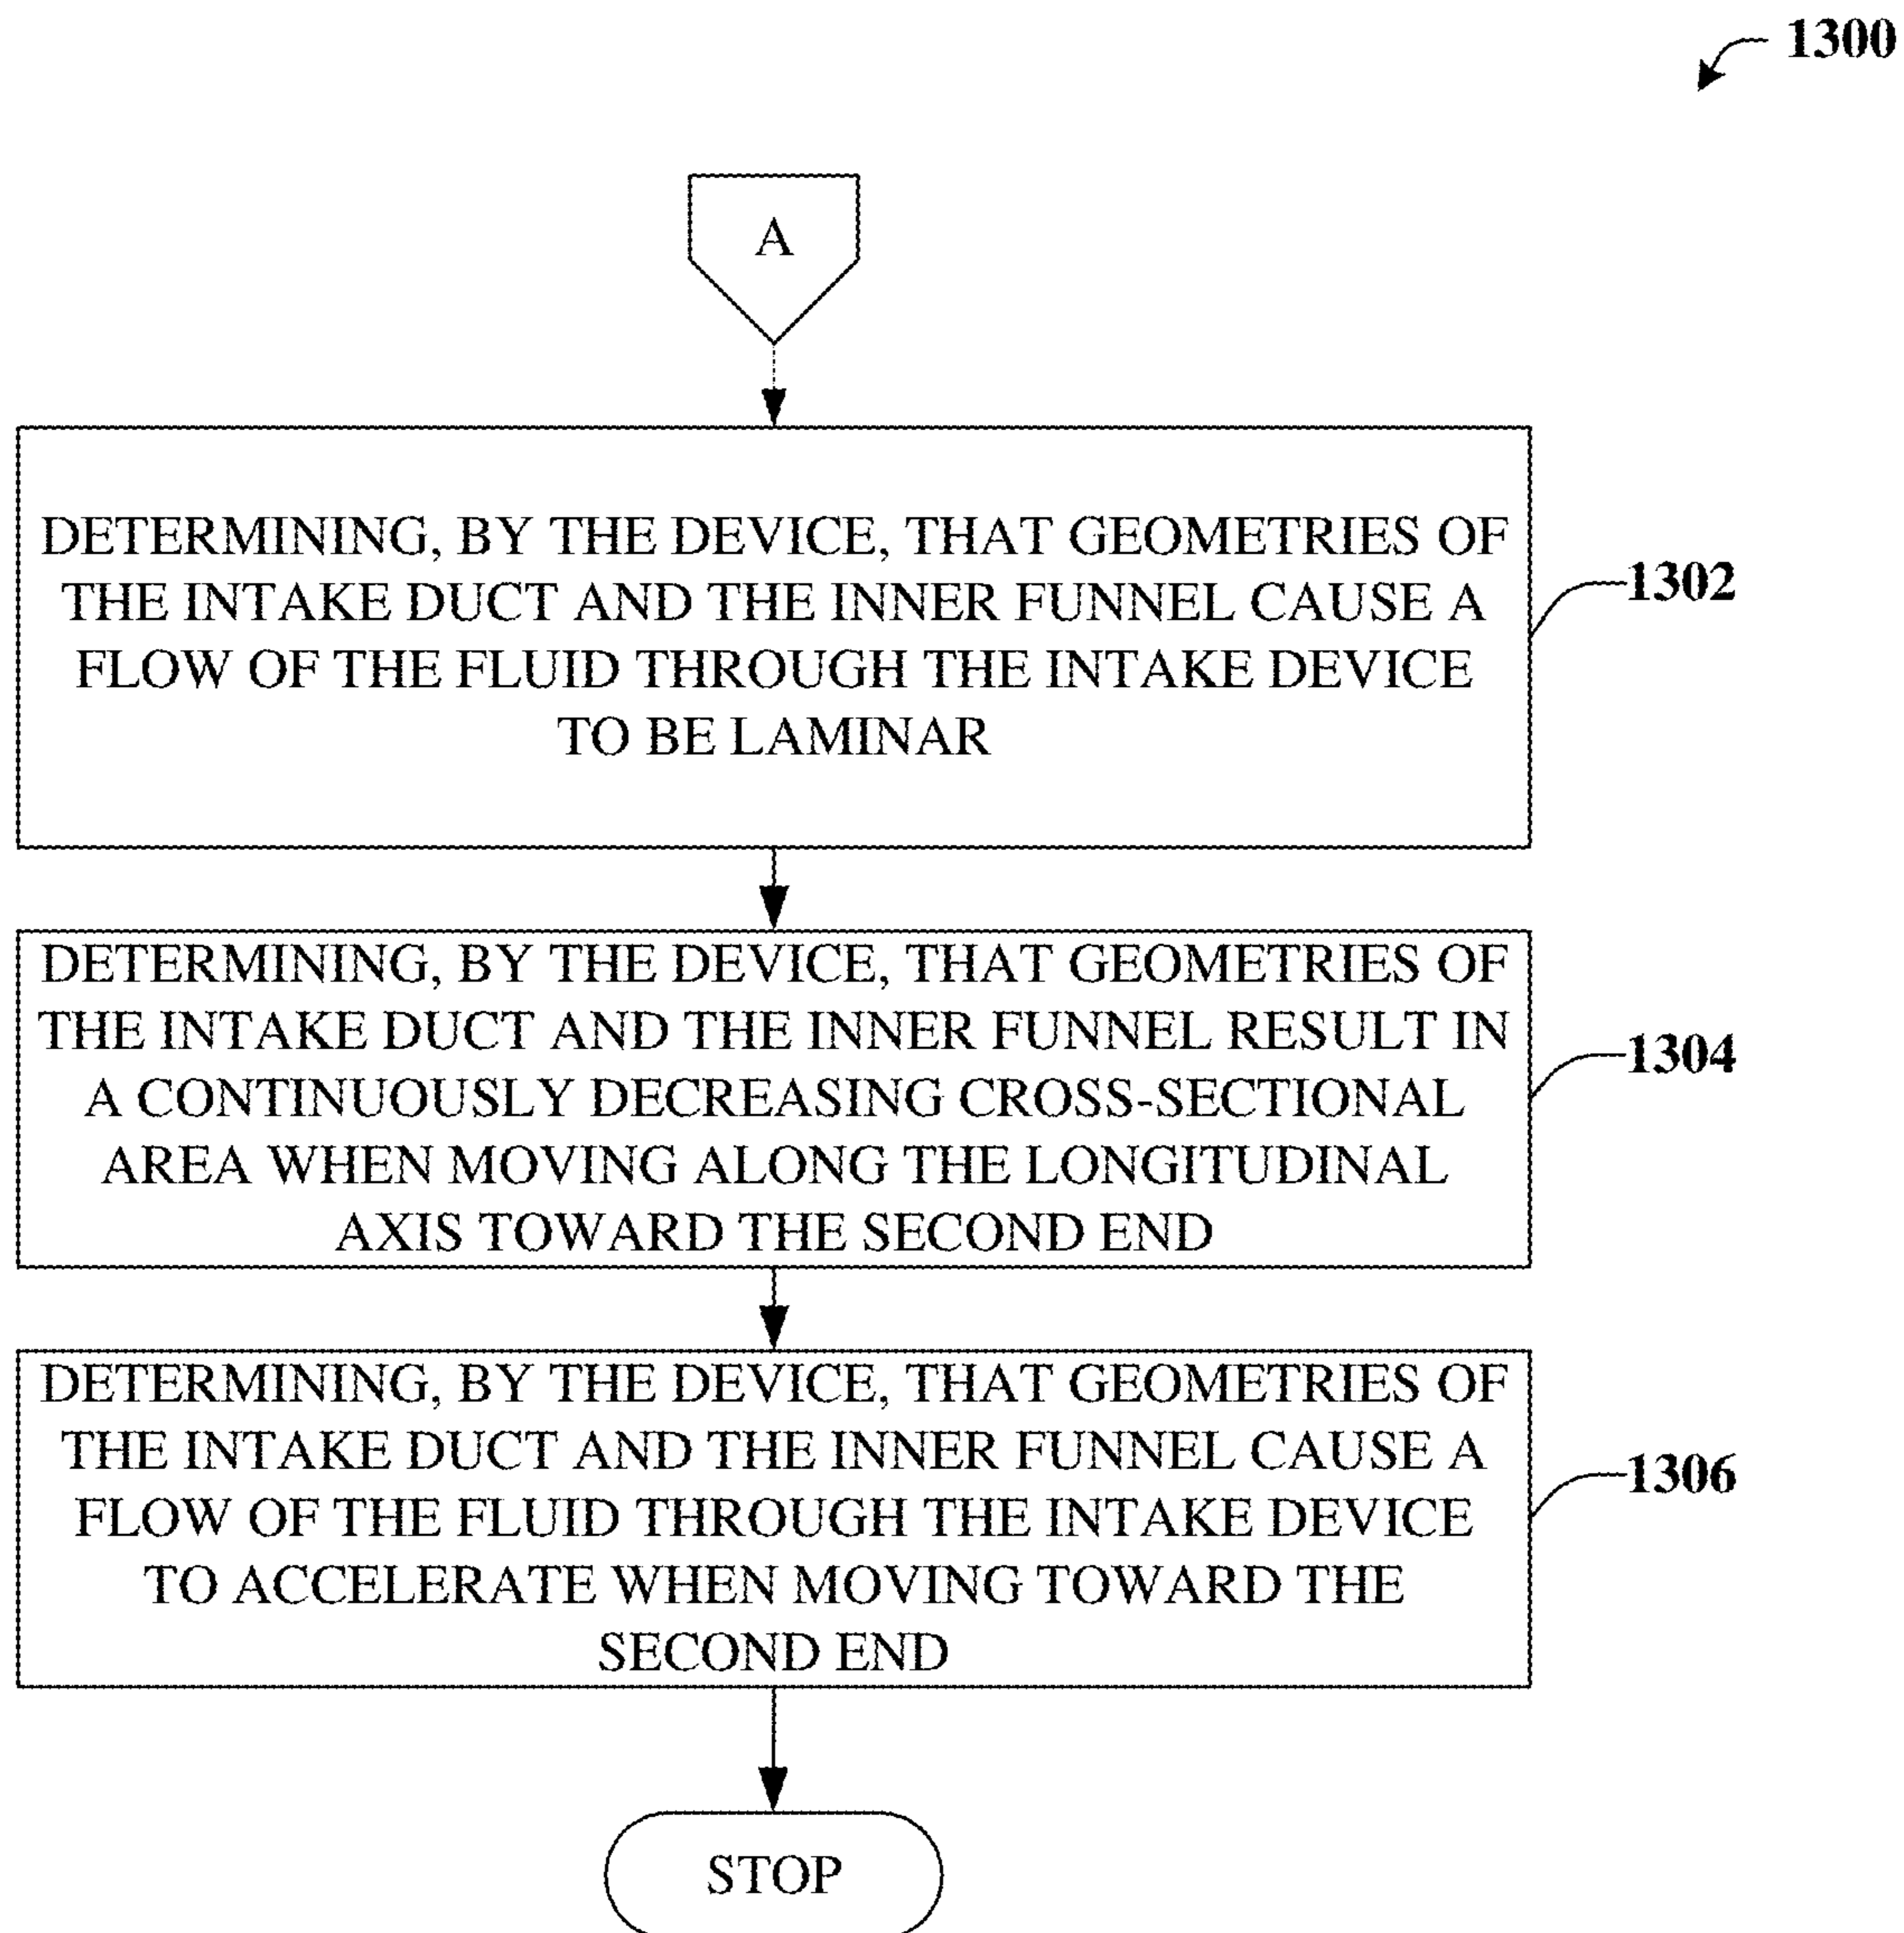 1300
A
DETERMINING, BY THE DEVICE, THAT GEOMETRIES OF
THE INTAKE DUCT AND THE INNER FUNNEL CAUSE A
FLOW OF THE FLUID THROUGH THE INTAKE DEVICE
TO BE LAMINAR
1302
DETERMINING, BY THE DEVICE, THAT GEOMETRIES OF
THE INTAKE DUCT AND THE INNER FUNNEL RESULT IN
A CONTINUOUSLY DECREASING CROSS-SECTIONAL
AREA WHEN MOVING ALONG THE LONGITUDINAL
AXIS TOWARD THE SECOND END
1304
DETERMINING, BY THE DEVICE, THAT GEOMETRIES OF
THE INTAKE DUCT AND THE INNER FUNNEL CAUSE A
FLOW OF THE FLUID THROUGH THE INTAKE DEVICE
TO ACCELERATE WHEN MOVING TOWARD THE
SECOND END
1306
STOP